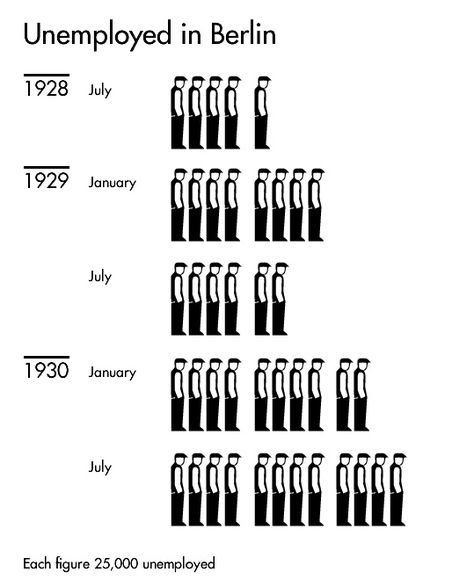 Unemployed in Berlin
1928 July
1929 January
July
1930 January
July
Each figure 25,000 unemployed